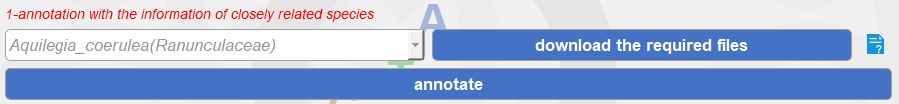 1-annotation with the information of closely related species
Aquilegia_coerulea(Ranunculaceae) download the required files
annotate